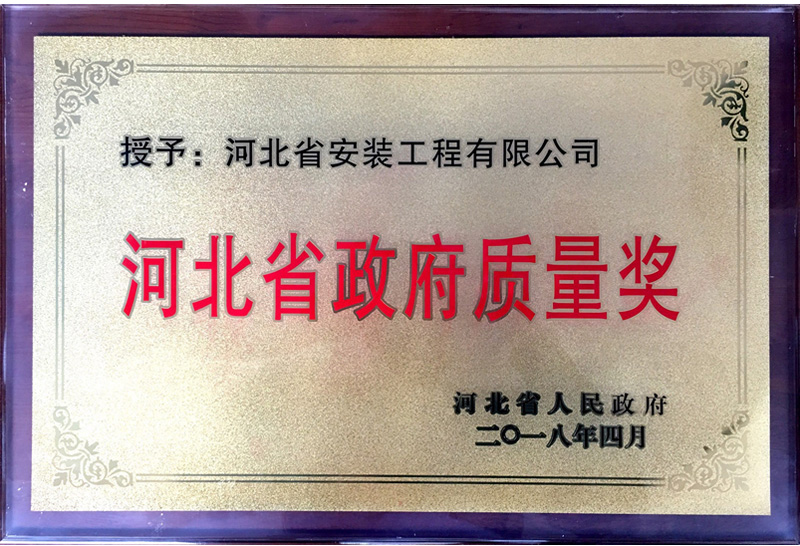 授予：河北省安装工程有限公司
河北省政府质量奖
河北省人民政府
二〇一八年四月